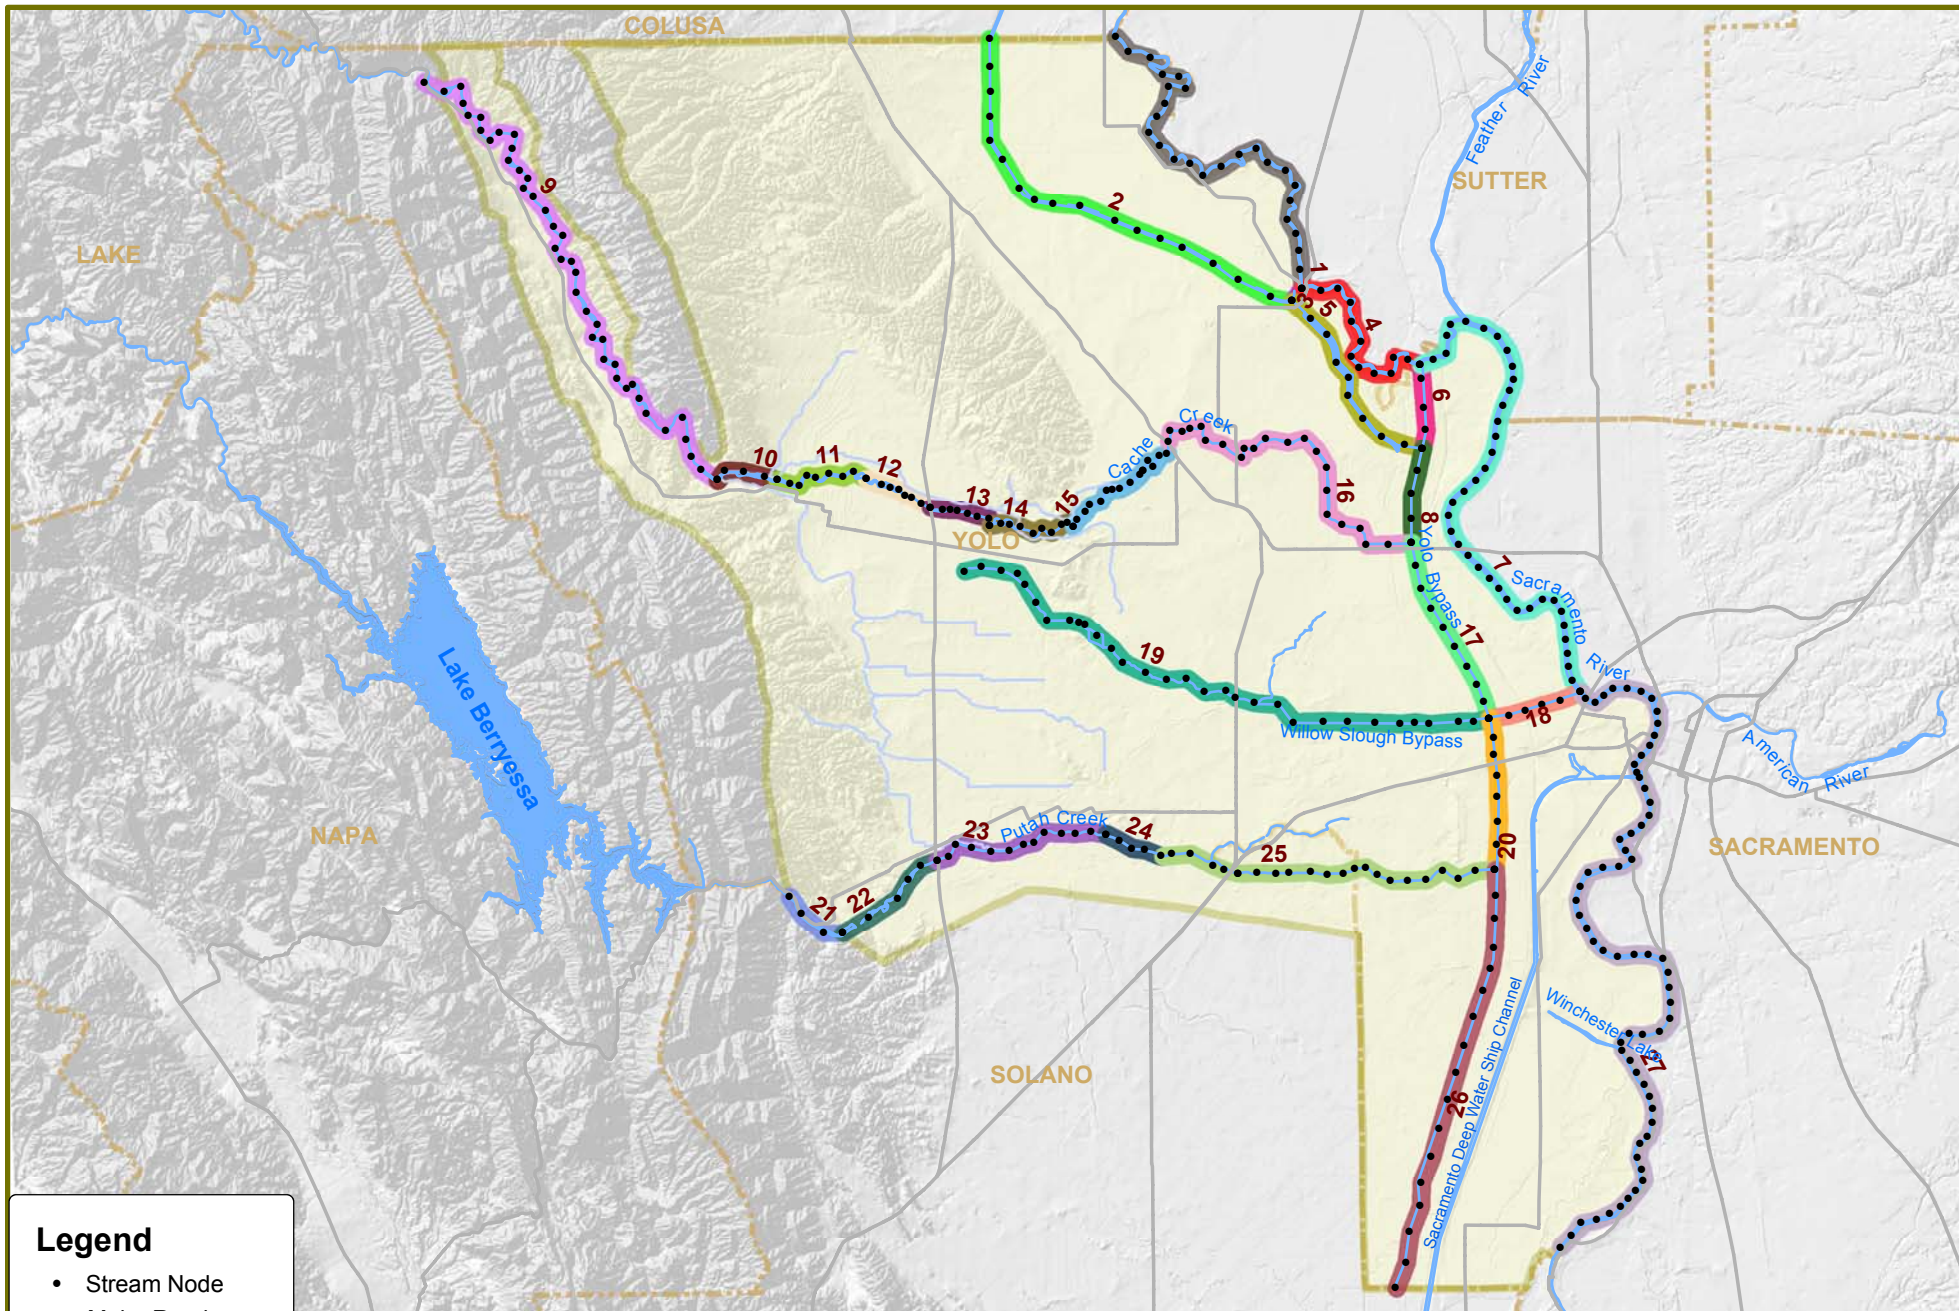 COLUSA
Feather River
SUTTER
LAKE
9
2
1
3
5
4
6
Cache Creek
10
11
12
13
14
15
16
8
YOLO
Yolo Bypass
7
Sacramento River
17
19
18
Willow Slough Bypass
Lake Berryessa
American River
NAPA
20
SACRAMENTO
23
Putah Creek
24
25
21
22
Winchester Lake
27
SOLANO
26
Sacramento Deep Water Ship Channel
Legend
Stream Node